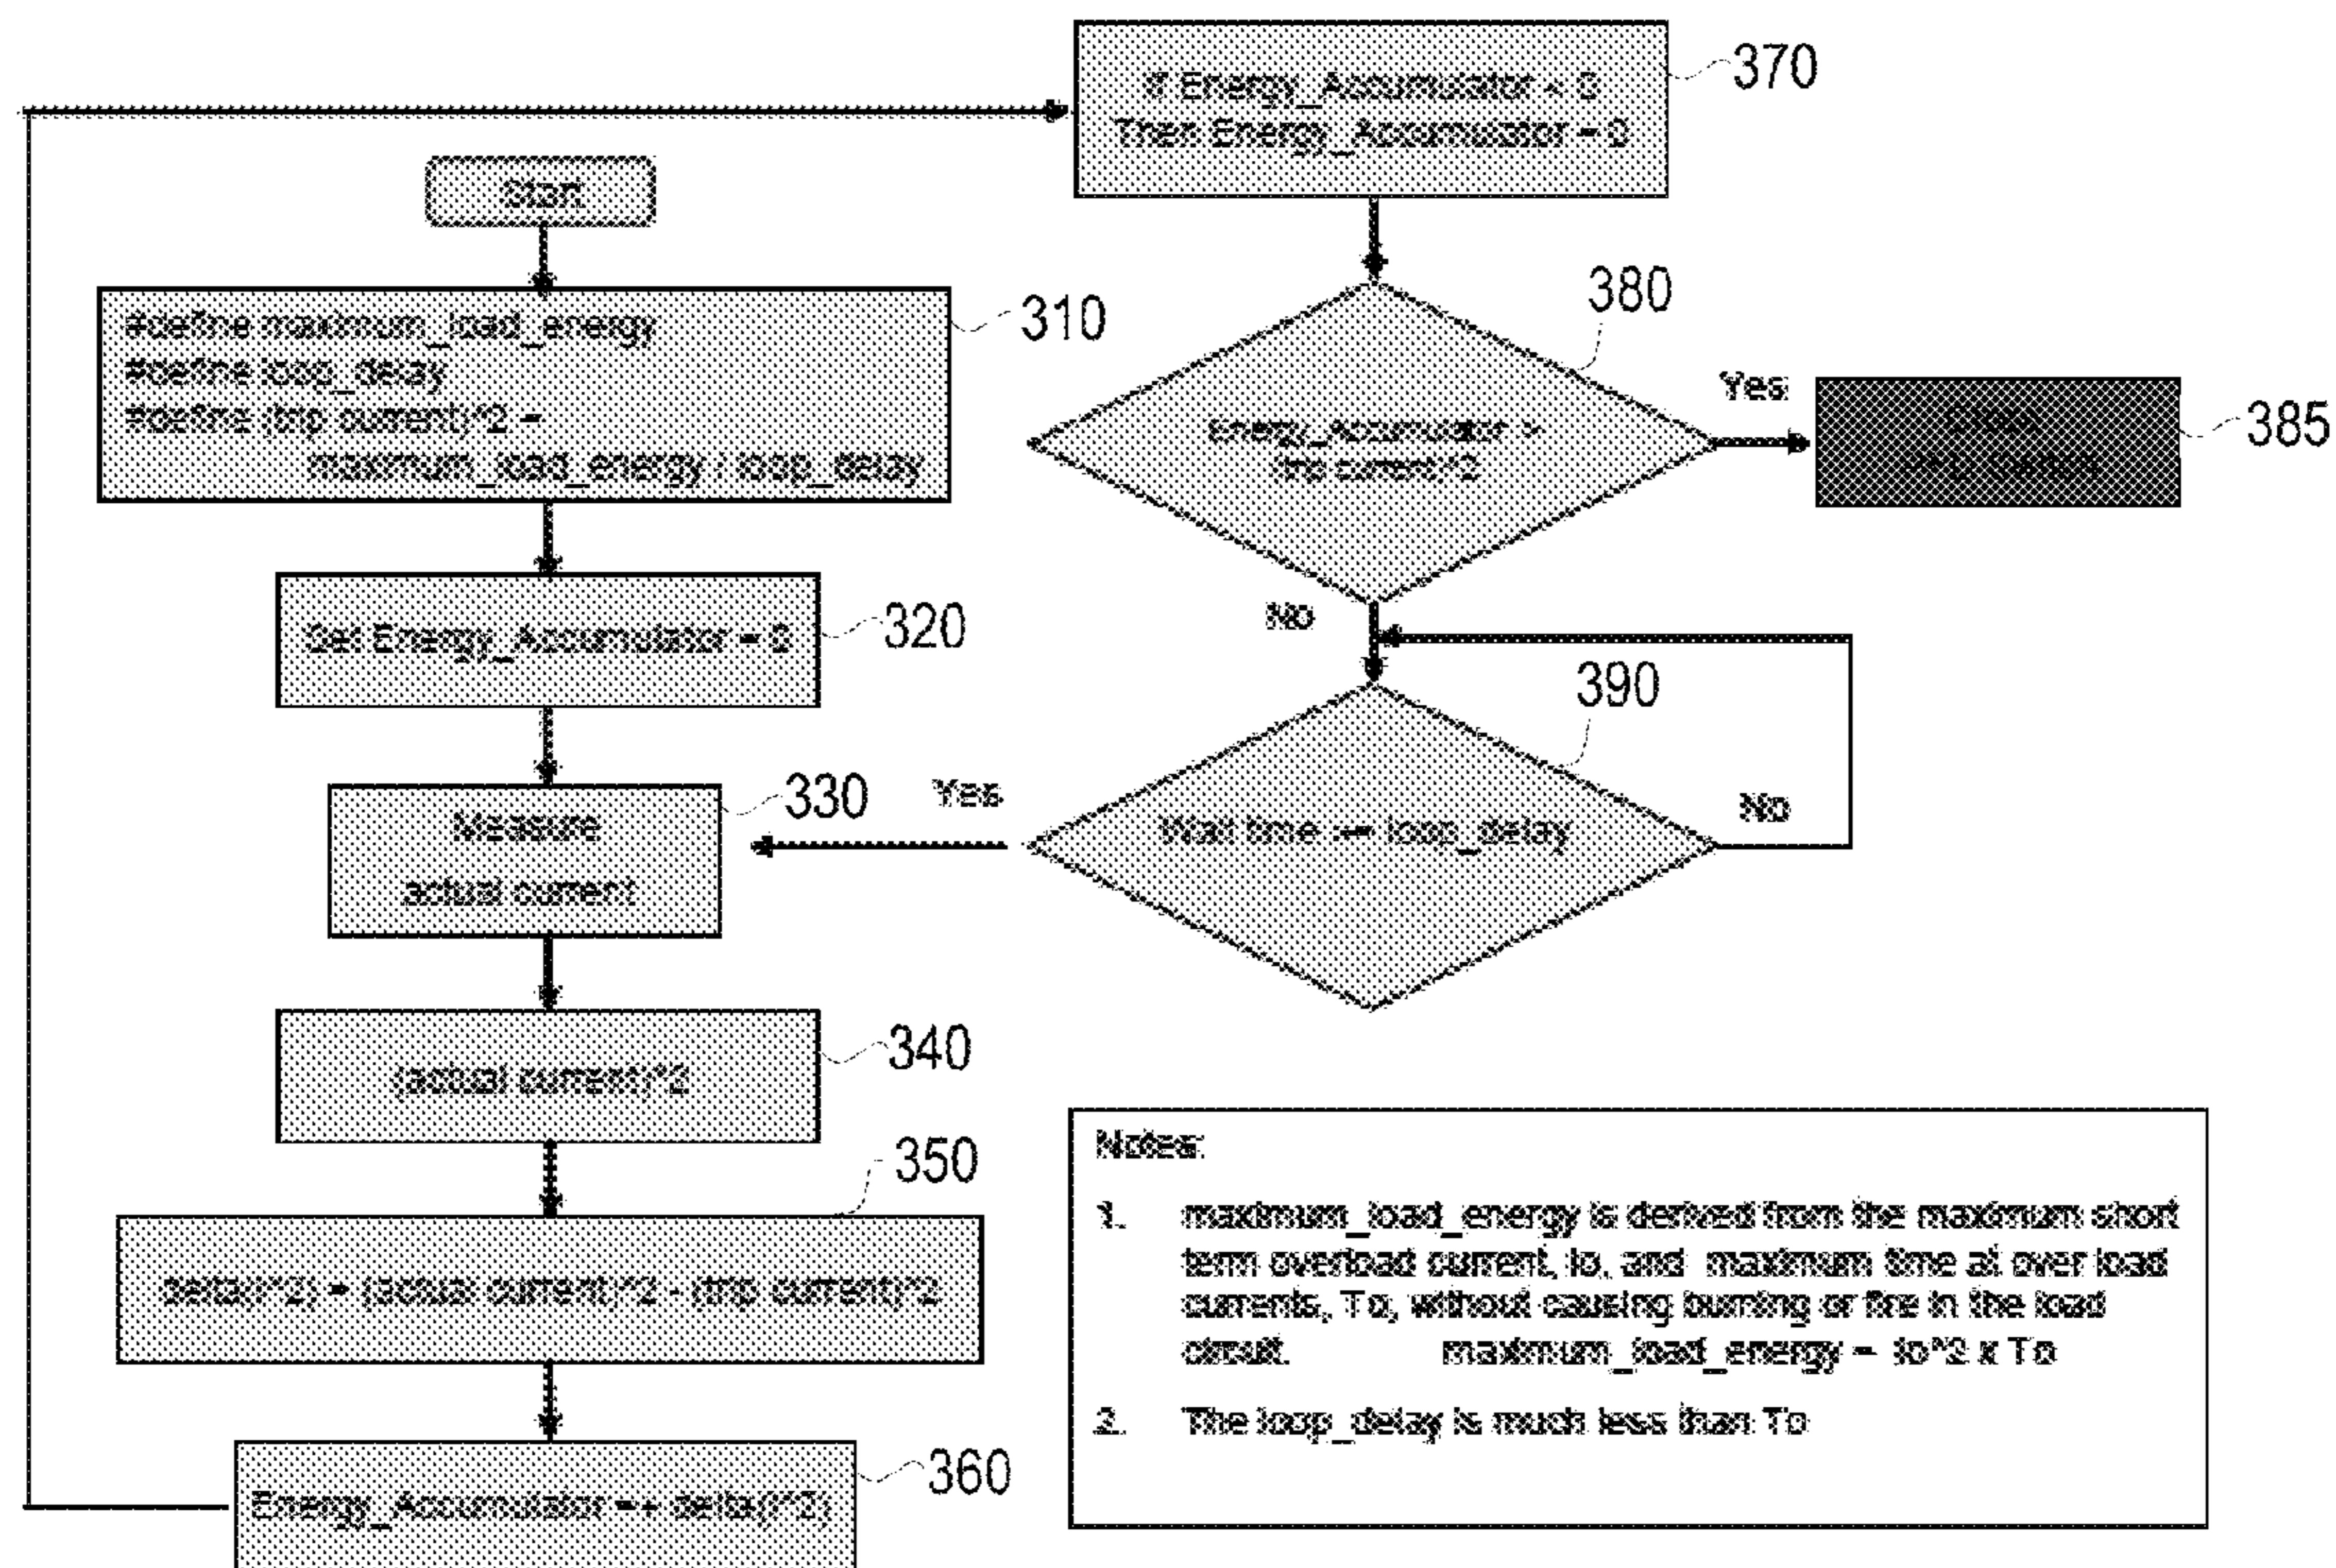 Start
#define maximum_load_energy
#define loop_delay
#define (trip current)^2 =
maximum_load_energy / loop_delay
310
Set Energy_Accumulator = 0
320
Measure
actual current
330
(actual current)^2
340
delta(I^2) = (actual current)^2 - (trip current)^2
350
Energy_Accumulator =+ delta(I^2)
360
If Energy_Accumulator < 0
Then Energy_Accumulator = 0
370
Energy_Accumulator >
(trip current)^2
380
Yes
385
No
Wait time >= loop_delay
390
Yes
No
Notes:
1. maximum_load_energy is derived from the maximum short
term overload current, Io, and maximum time at over load
currents, To, without causing burning or fire in the load
circuit. maximum_load_energy = Io^2 x To
2. The loop_delay is much less than To